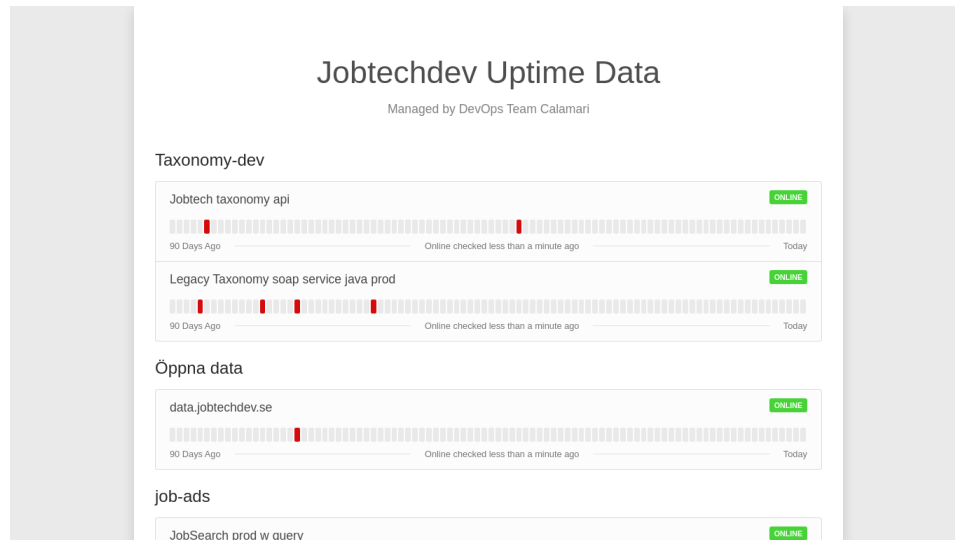 Jobtechdev Uptime Data
Managed by DevOps Team Calamari
Taxonomy-dev
Jobtech taxonomy api
ONLINE
90 Days Ago
Online checked less than a minute ago
Today
Legacy Taxonomy soap service java prod
ONLINE
90 Days Ago
Online checked less than a minute ago
Today
Öppna data
data.jobtechdev.se
ONLINE
90 Days Ago
Online checked less than a minute ago
Today
job-ads
JobSearch prod w query
ONLINE